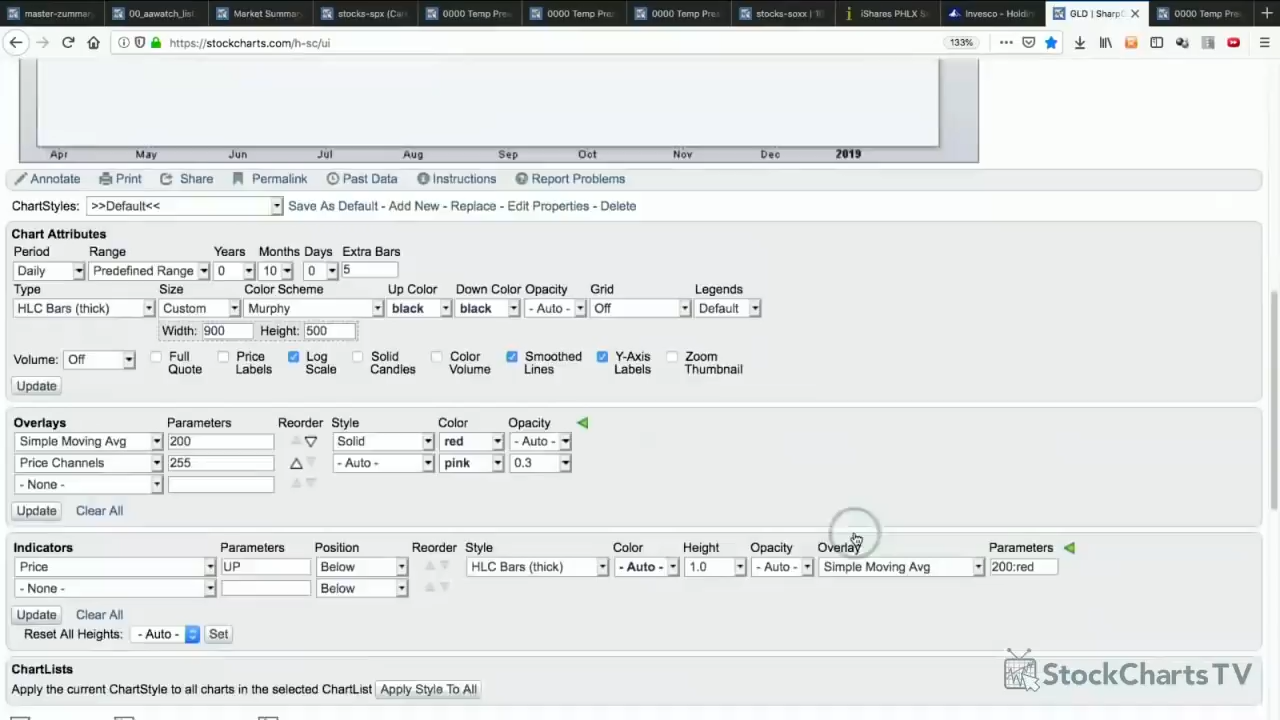 master-summar
00_aawatch_list
Market Summar
stocks-spx (Car
0000 Temp Pre
0000 Temp Pre
0000 Temp Pre
stocks-soxx | 10
iShares PHLX S
Invesco - Holdin
GLD | SharpC
0000 Temp Pre
https://stockcharts.com/h-sc/ui
133%
Apr May Jun Jul Aug Sep Oct Nov Dec 2019
Annotate Print Share Permalink Past Data Instructions Report Problems
ChartStyles: >>Default<< Save As Default - Add New - Replace - Edit Properties - Delete
Chart Attributes
Period Range Years Months Days Extra Bars
Daily Predefined Range 0 10 0 5
Type Size Color Scheme Up Color Down Color Opacity Grid Legends
HLC Bars (thick) Custom Murphy black black - Auto - Off Default
Width: 900 Height: 500
Volume: Off Full Quote Price Labels Log Scale Solid Candles Color Volume Smoothed Lines Y-Axis Labels Zoom Thumbnail
Update
Overlays Parameters Reorder Style Color Opacity
Simple Moving Avg 200 Solid red - Auto -
Price Channels 255 - Auto - pink 0.3
- None -
Update Clear All
Indicators Parameters Position Reorder Style Color Height Opacity Overlay Parameters
Price UP Below HLC Bars (thick) - Auto - 1.0 - Auto - Simple Moving Avg 200:red
- None - Below
Update Clear All
Reset All Heights: - Auto - Set
ChartLists
Apply the current ChartStyle to all charts in the selected ChartList Apply Style To All
StockChartsTV